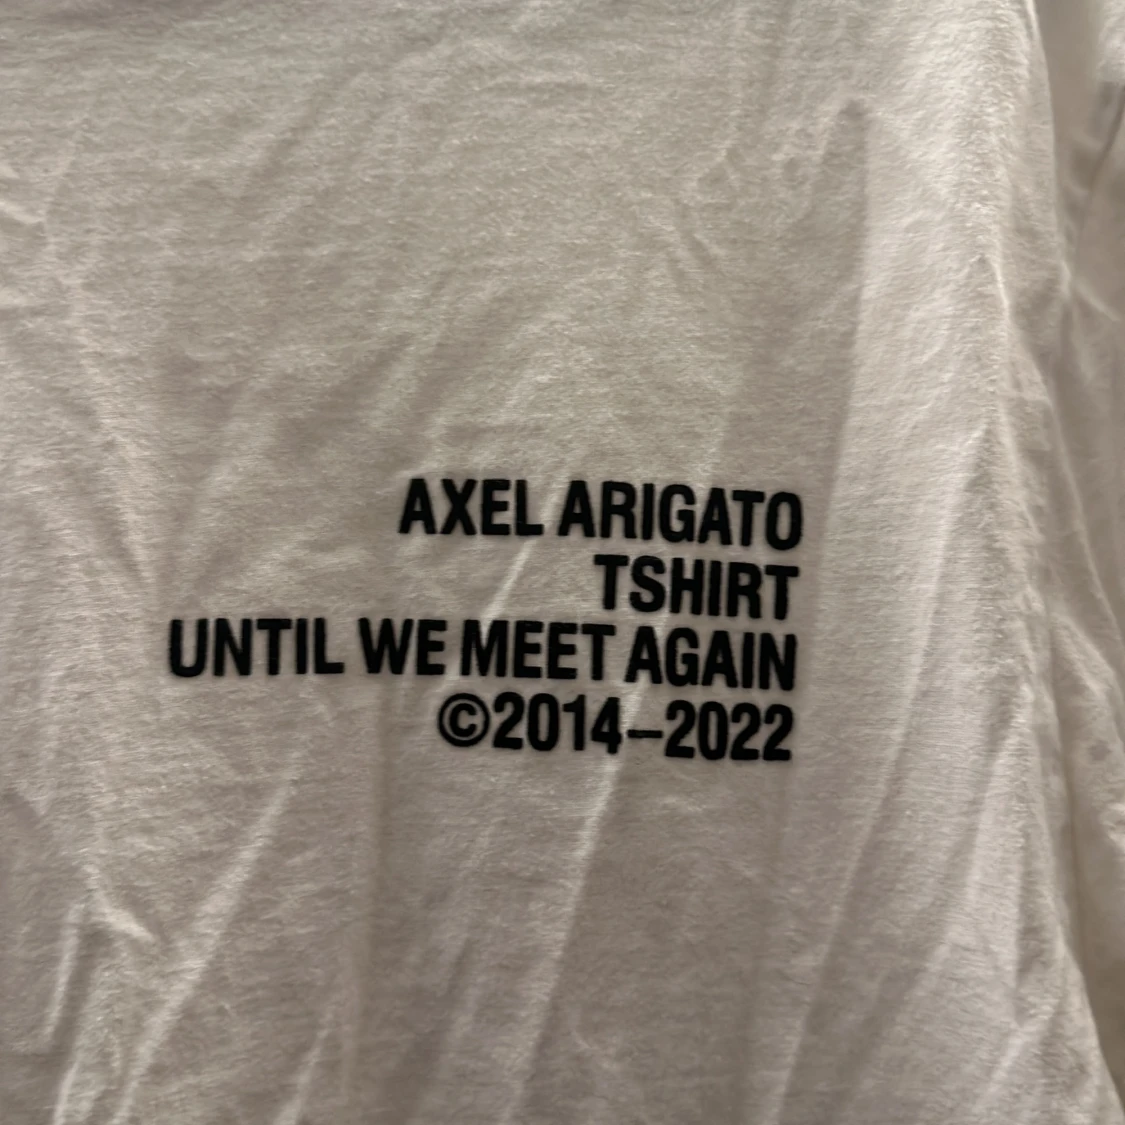 AXEL ARIGATO
TSHIRT
UNTIL WE MEET AGAIN
©2014–2022